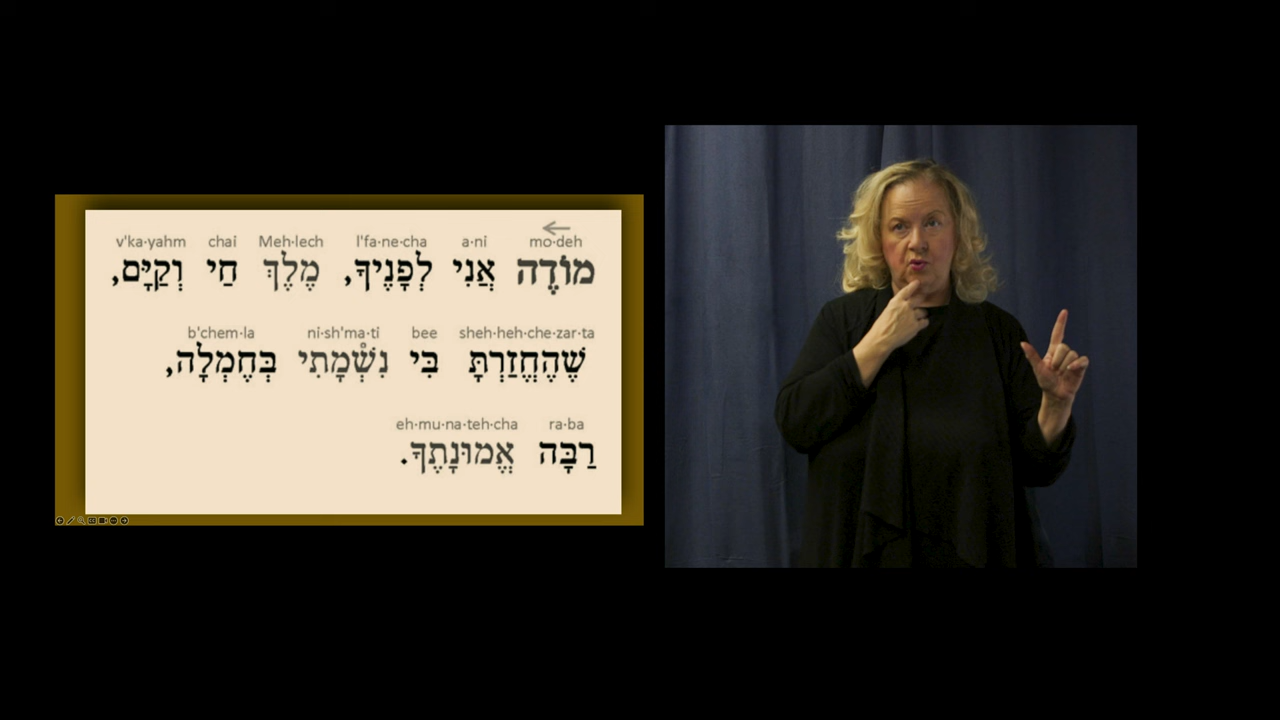 mo·deh a·ni l'fa·ne·cha Meh·lech chai v'ka·yahm
מוֹדֶה אֲנִי לְפָנֶיךָ, מֶלֶךְ חַי וְקַיָּם,
sheh·heh·che·zar·ta bee ni·sh'ma·ti b'chem·la
שֶׁהֶחֱזַרְתָּ בִּי נִשְׁמָתִי בְּחֶמְלָה,
ra·ba eh·mu·na·teh·cha
רַבָּה אֱמוּנָתֶךָ.